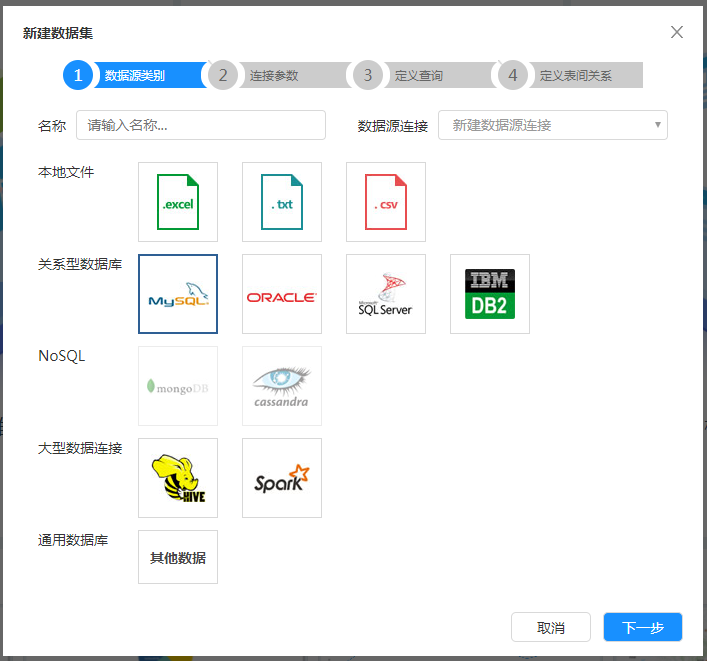 新建数据集
1 数据源类别 2 连接参数 3 定义查询 4 定义表间关系
名称 请输入名称... 数据源连接 新建数据源连接
本地文件 .excel .txt .csv
关系型数据库 MySQL ORACLE Microsoft SQL Server IBM DB2
NoSQL mongoDB cassandra
大型数据连接 HIVE Spark
通用数据库 其他数据
取消 下一步